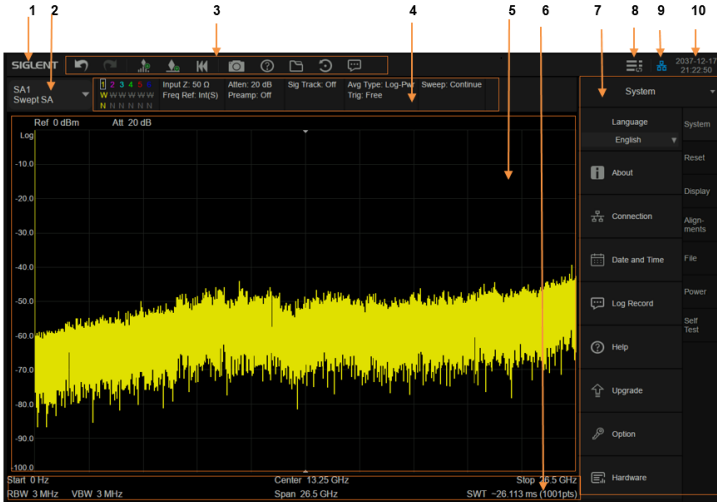 1 2 3 4 5 6 7 8 9 10
SIGLENT
2037-12-17
21:22:50
SA1
Swept SA
1 2 3 4 5 6
W W W W W W
N N N N N N
Input Z: 50 Ω
Freq Ref: Int(S)
Atten: 20 dB
Preamp: Off
Sig Track: Off
Avg Type: Log-Pwr
Trig: Free
Sweep: Continue
Ref 0 dBm Att 20 dB
Log
-10.0
-20.0
-30.0
-40.0
-50.0
-60.0
-70.0
-80.0
-90.0
-100.0
Start 0 Hz Center 13.25 GHz Stop 26.5 GHz
RBW 3 MHz VBW 3 MHz Span 26.5 GHz SWT ~26.113 ms (1001pts)
System
Language
English
About
Connection
Date and Time
Log Record
Help
Upgrade
Option
Hardware
System
Reset
Display
Align-
ments
File
Power
Self
Test